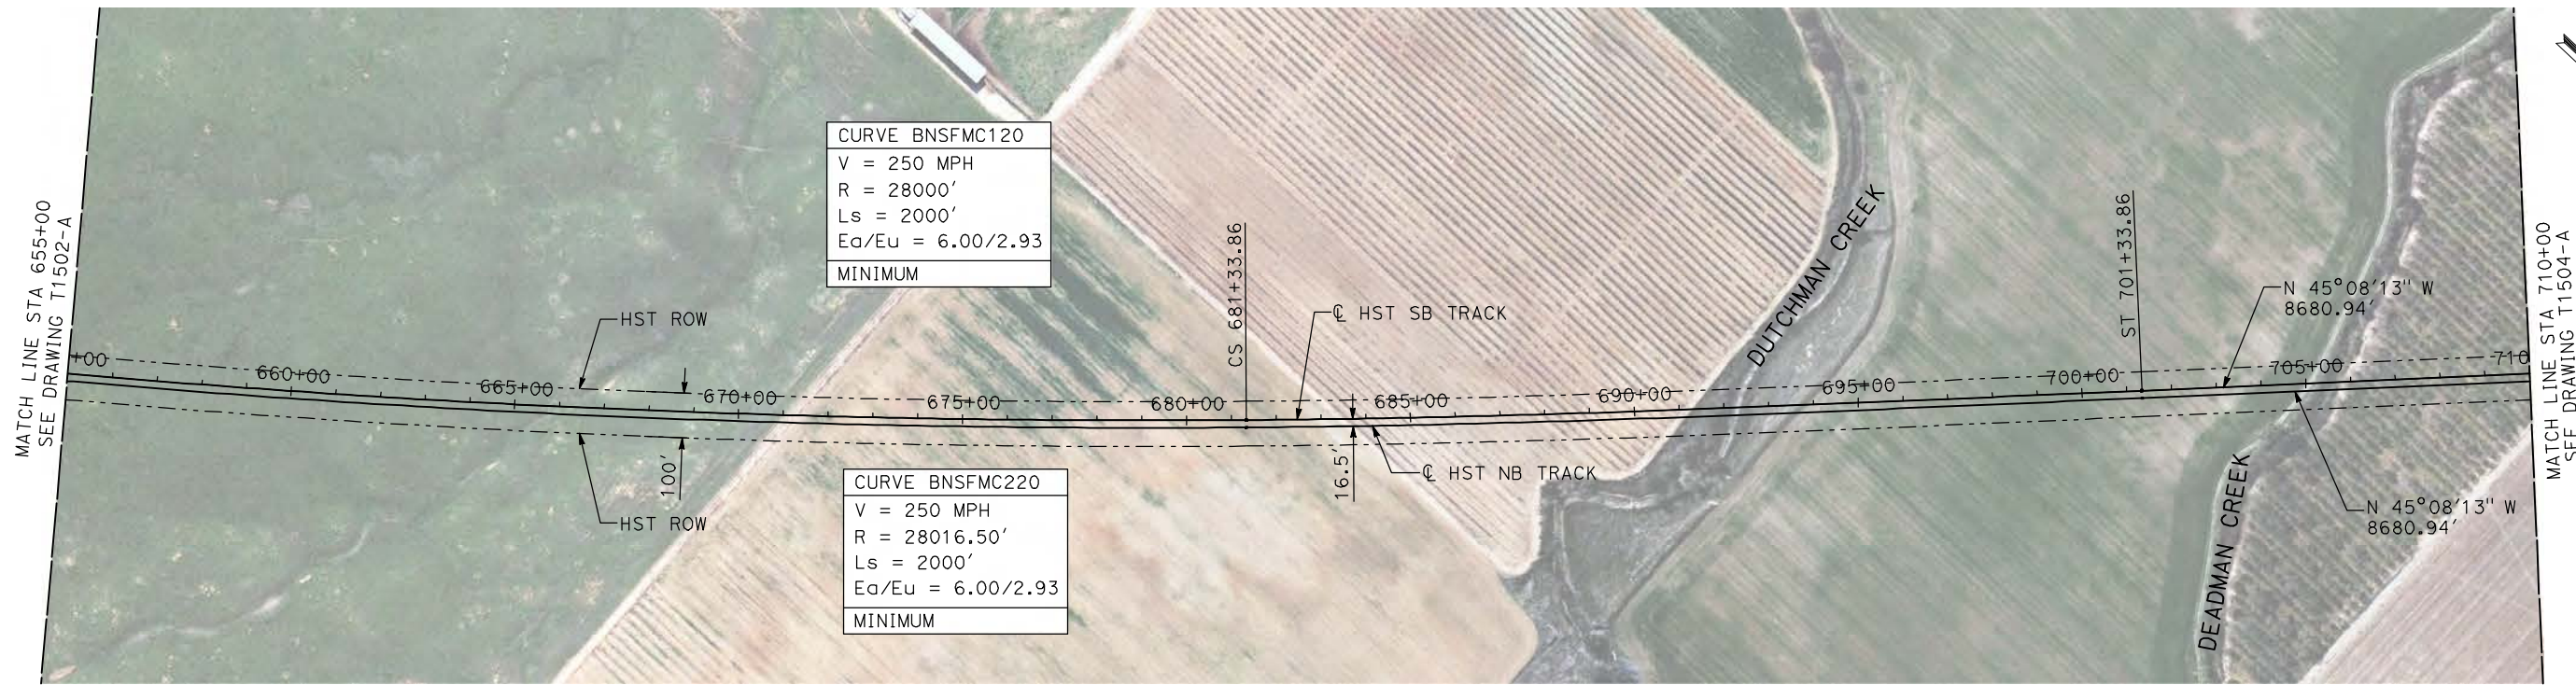 MATCH LINE STA 655+00
SEE DRAWING T1502-A
+00
660+00
665+00
670+00
675+00
680+00
685+00
690+00
695+00
700+00
705+00
710
HST ROW
HST ROW
100'
CURVE BNSFMC120
V = 250 MPH
R = 28000'
Ls = 2000'
Ea/Eu = 6.00/2.93
MINIMUM
CURVE BNSFMC220
V = 250 MPH
R = 28016.50'
Ls = 2000'
Ea/Eu = 6.00/2.93
MINIMUM
CS 681+33.86
℄ HST SB TRACK
16.5'
℄ HST NB TRACK
DUTCHMAN CREEK
ST 701+33.86
N 45°08'13" W
8680.94'
N 45°08'13" W
8680.94'
DEADMAN CREEK
MATCH LINE STA 710+00
SEE DRAWING T1504-A